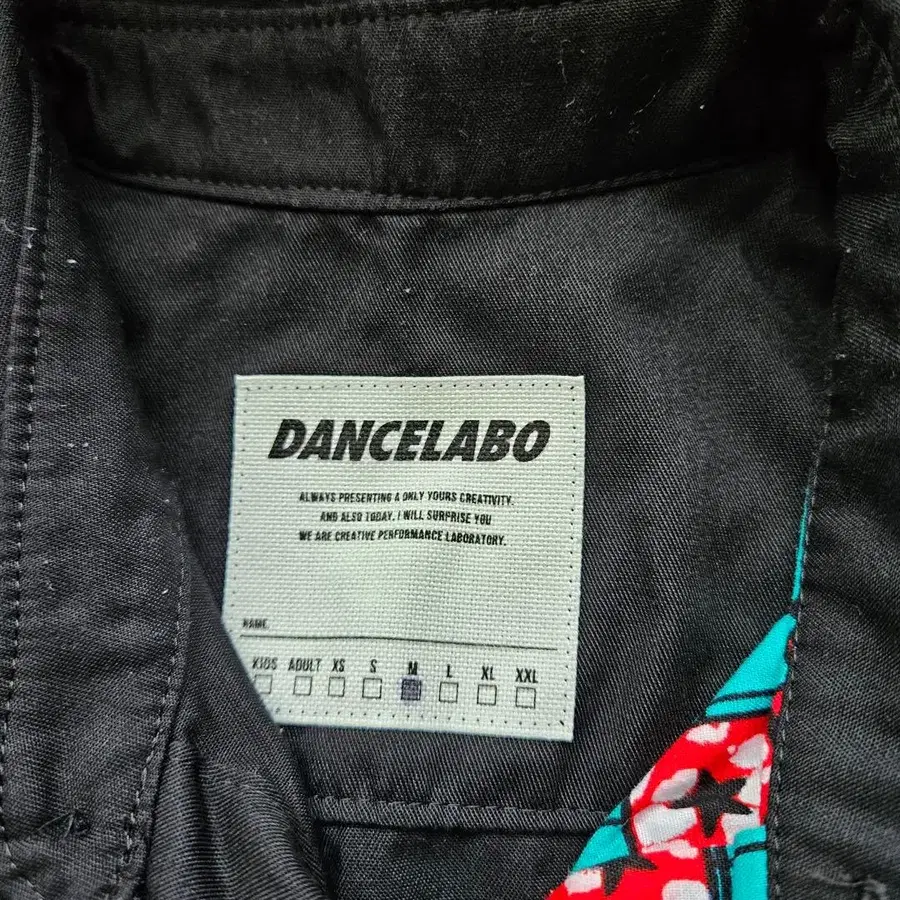 DANCELABO
ALWAYS PRESENTING A ONLY YOURS CREATIVITY.
AND ALSO TODAY, I WILL SURPRISE YOU
WE ARE CREATIVE PERFORMANCE LABORATORY.
NAME
KIDS ADULT XS S M L XL XXL